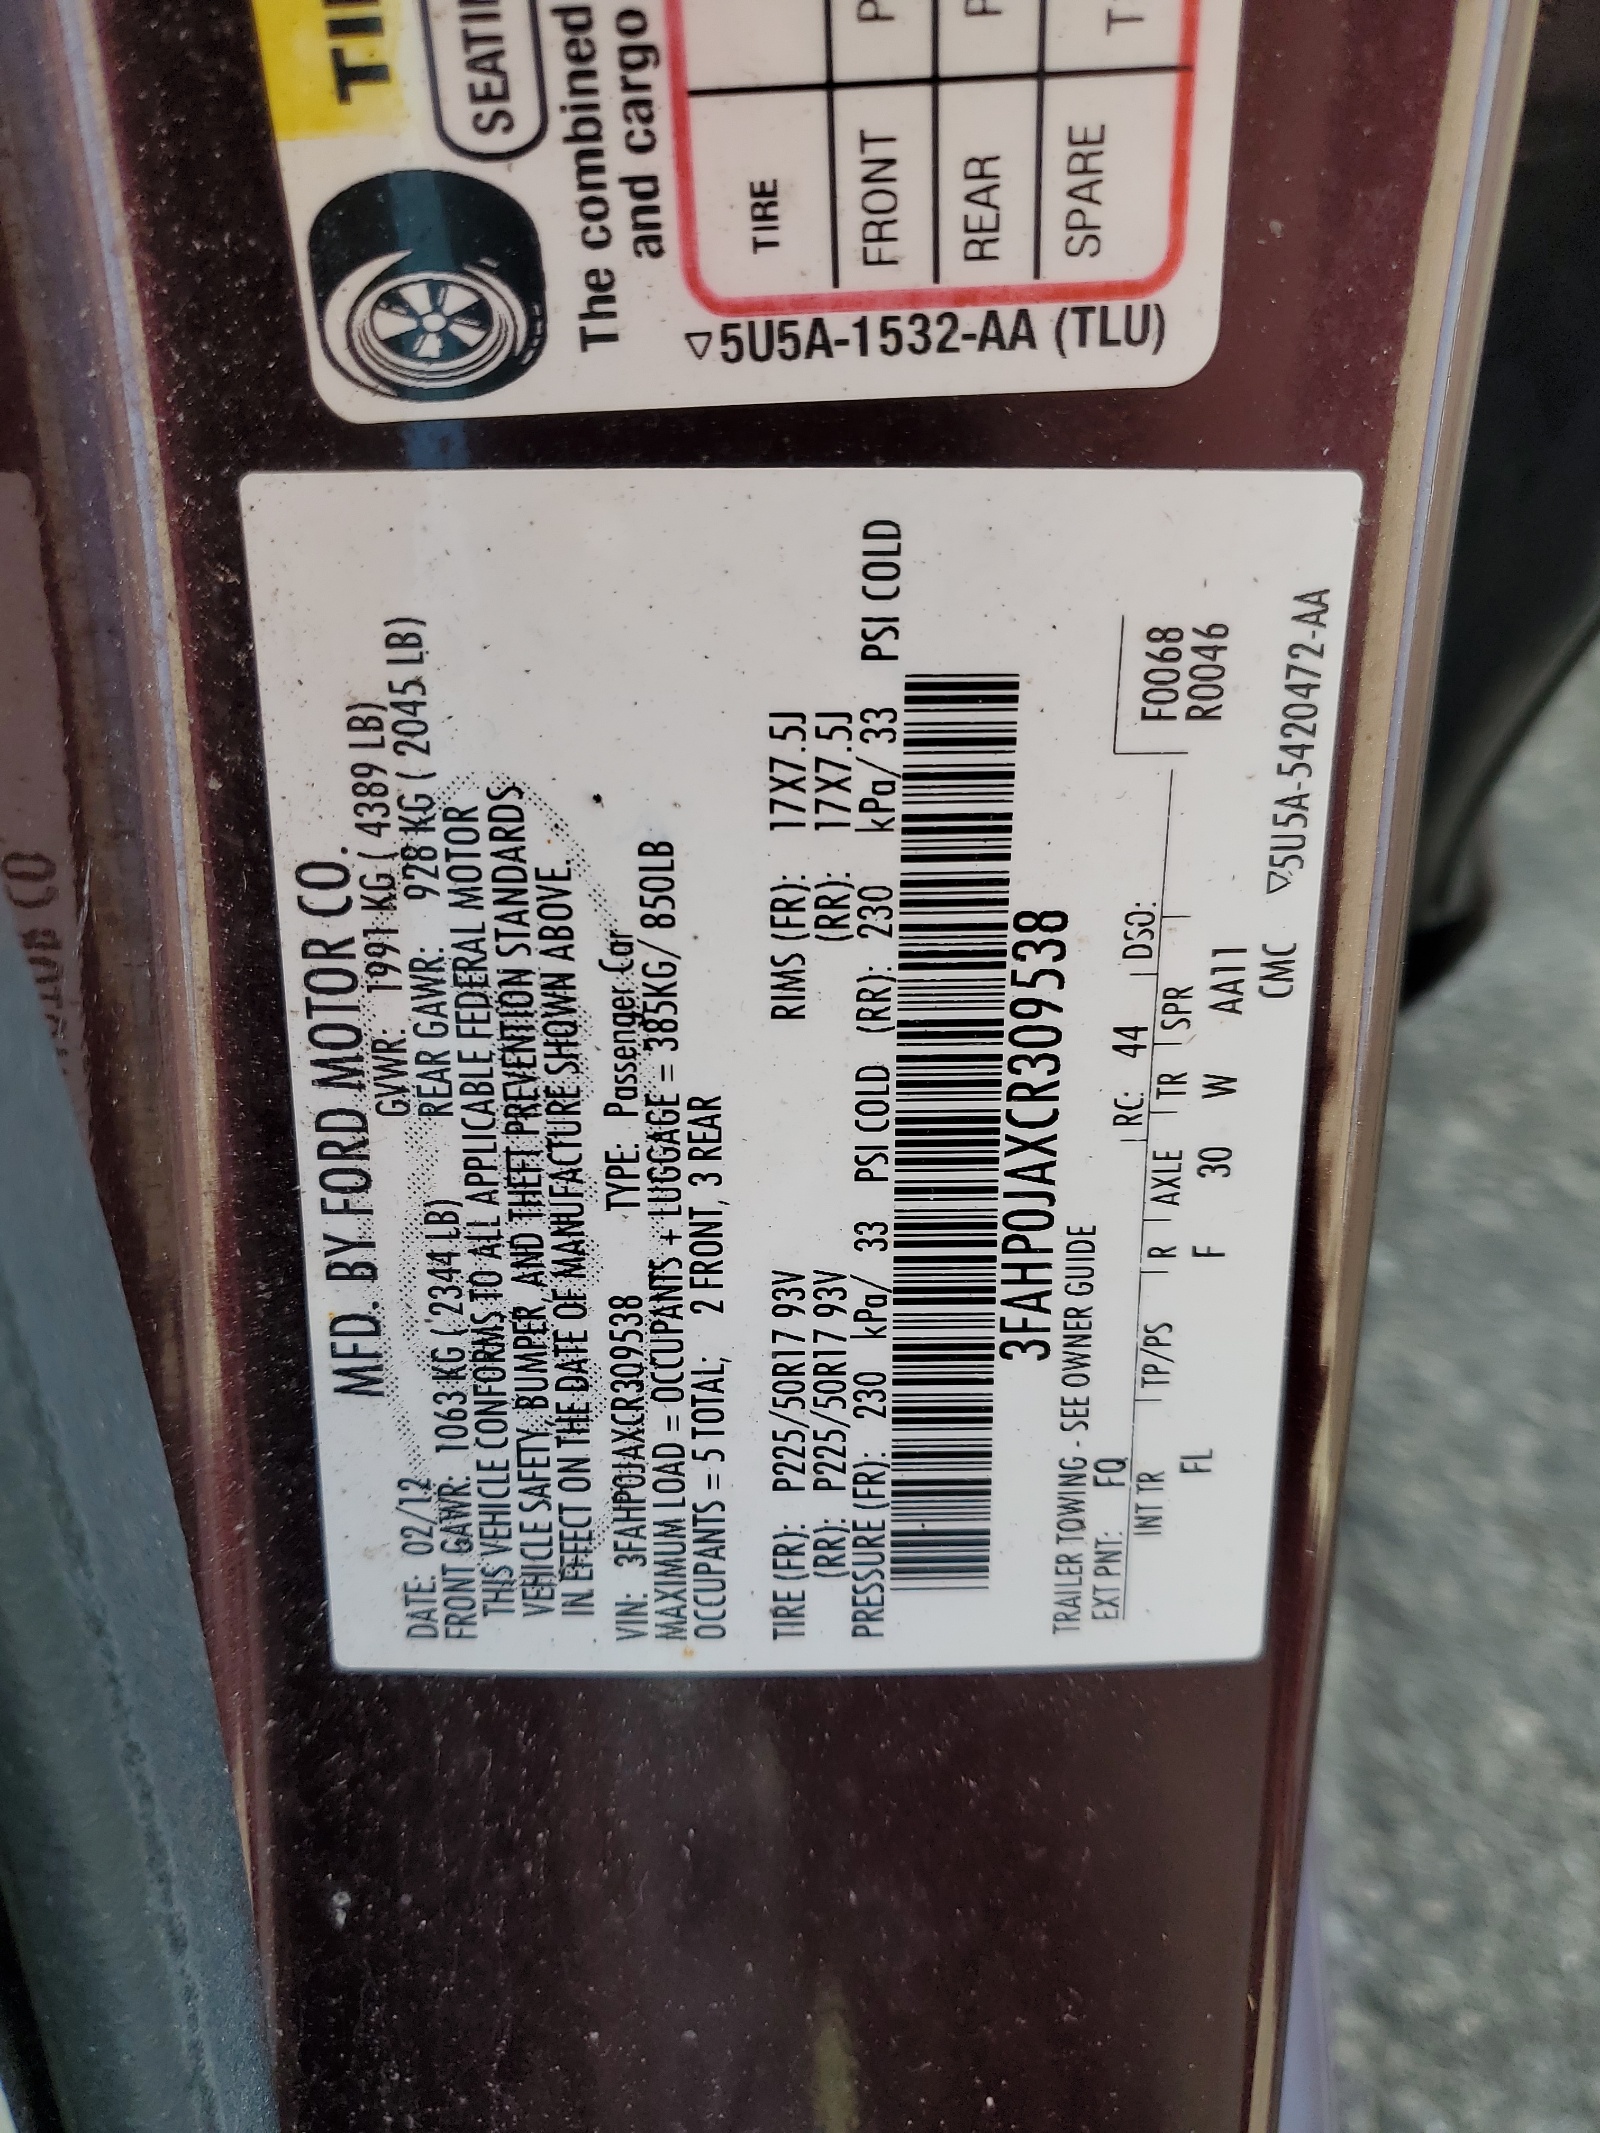 MFD. BY FORD MOTOR CO.
DATE: 02/12 GVWR: 1991 KG ( 4389 LB)
FRONT GAWR: 1063 KG ( 2344 LB) REAR GAWR: 928 KG ( 2045 LB)
THIS VEHICLE CONFORMS TO ALL APPLICABLE FEDERAL MOTOR
VEHICLE SAFETY, BUMPER, AND THEFT PREVENTION STANDARDS
IN EFFECT ON THE DATE OF MANUFACTURE SHOWN ABOVE.
VIN: 3FAHP0JAXCR309538 TYPE: Passenger Car
MAXIMUM LOAD = OCCUPANTS + LUGGAGE = 385KG/ 850LB
OCCUPANTS = 5 TOTAL; 2 FRONT, 3 REAR
TIRE (FR): P225/50R17 93V RIMS (FR): 17X7.5J
(RR): P225/50R17 93V (RR): 17X7.5J
PRESSURE (FR): 230 kPa/ 33 PSI COLD (RR): 230 kPa/ 33 PSI COLD
3FAHP0JAXCR309538
TRAILER TOWING - SEE OWNER GUIDE
EXT PNT: FQ RC: 44 DSO: F0068
INT TR TP/PS R AXLE TR SPR R0046
FL F 30 W AA11
CMC ▽5U5A-5420472-AA
TI
SEATI
The combined
and cargo
TIRE
FRONT P
REAR P
SPARE T
▽5U5A-1532-AA (TLU)